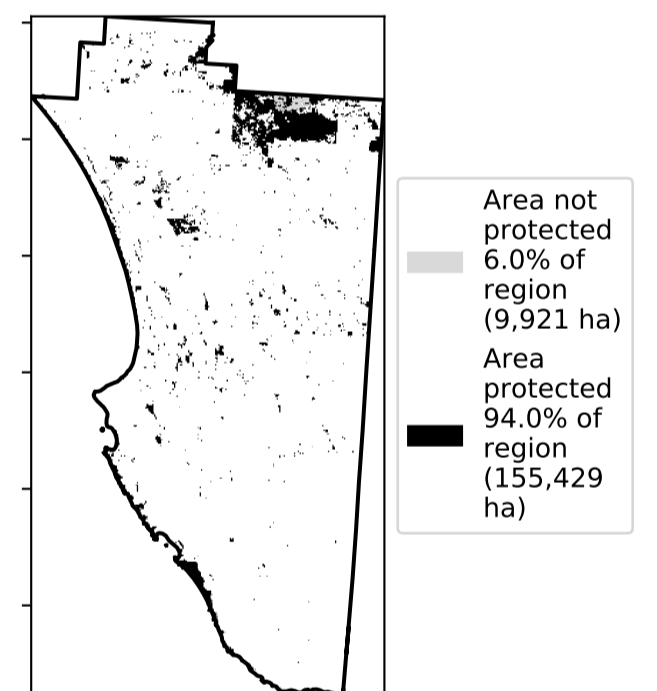 Area not
protected
6.0% of
region
(9,921 ha)
Area
protected
94.0% of
region
(155,429
ha)